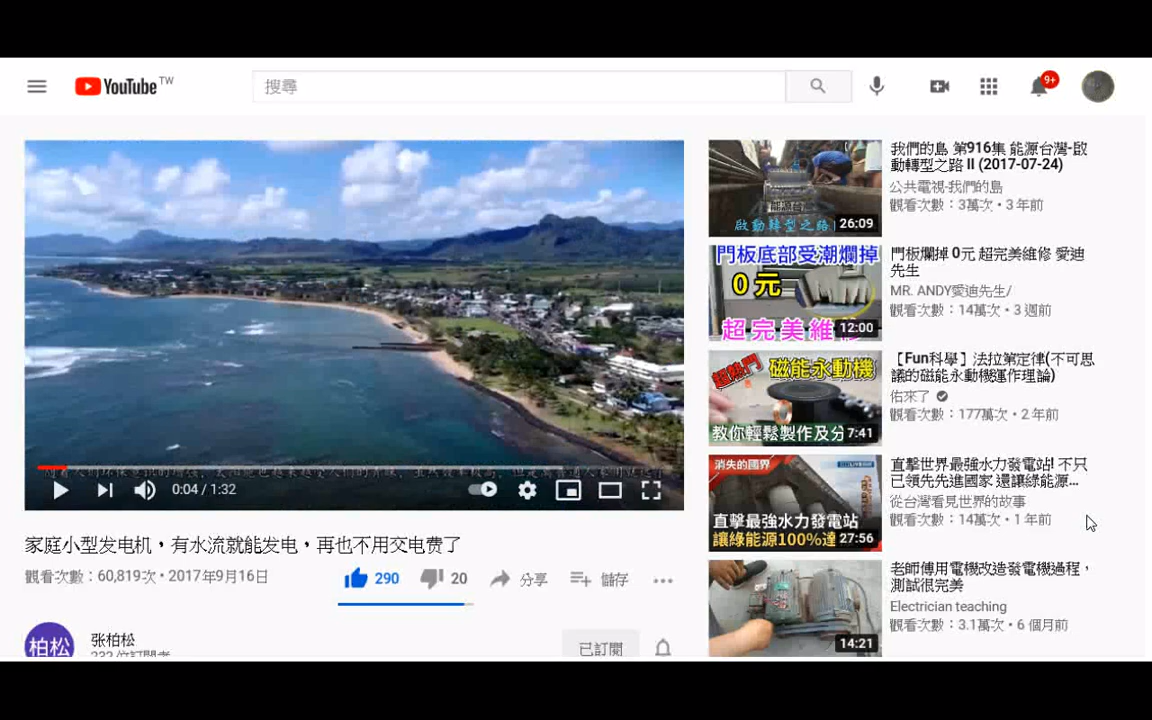 YouTube TW
搜尋
9+
0:04 / 1:32
家庭小型发电机，有水流就能发电，再也不用交电费了
觀看次數：60,819次 • 2017年9月16日
290
20
分享
儲存
柏松
张柏松
已訂閱
啟動轉型之路
26:09
我們的島 第916集 能源台灣-啟
動轉型之路 II (2017-07-24)
公共電視-我們的島
觀看次數：3萬次 • 3 年前
門板底部受潮爛掉
0元
超完美維
12:00
門板爛掉 0元 超完美維修 愛迪
先生
MR. ANDY愛迪先生/
觀看次數：14萬次 • 3 週前
超熱門
磁能永動機
教你輕鬆製作及分
7:41
【Fun科學】法拉第定律(不可思
議的磁能永動機運作理論)
佑來了
觀看次數：177萬次 • 2 年前
消失的國界
直擊最強水力發電站
讓綠能源100%達
27:56
直擊世界最強水力發電站! 不只
已領先先進國家 還讓綠能源...
從台灣看見世界的故事
觀看次數：14萬次 • 1 年前
14:21
老師傅用電機改造發電機過程，
測試很完美
Electrician teaching
觀看次數：3.1萬次 • 6 個月前